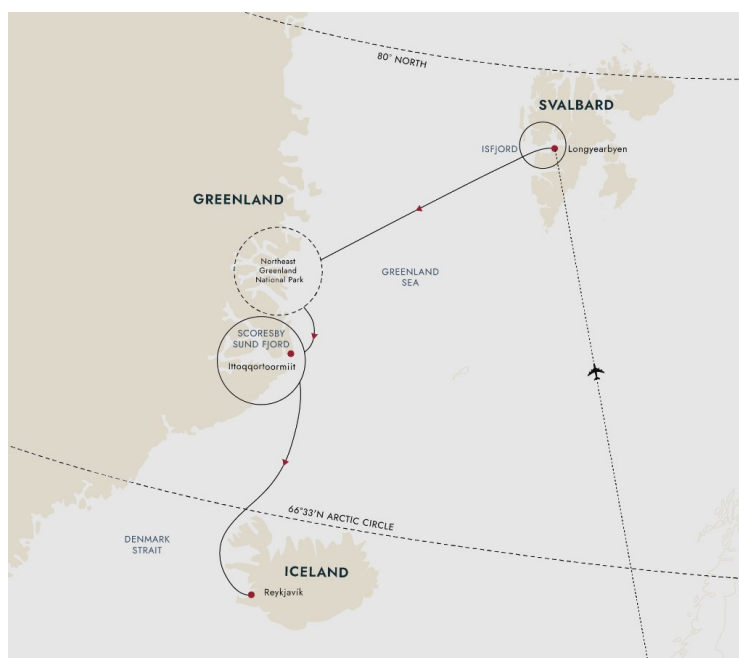 80° NORTH
SVALBARD
ISFJORD
Longyearbyen
GREENLAND
Northeast
Greenland
National Park
GREENLAND
SEA
SCORESBY
SUND FJORD
Ittoqqortoormiit
66°33'N ARCTIC CIRCLE
DENMARK
STRAIT
ICELAND
Reykjavík